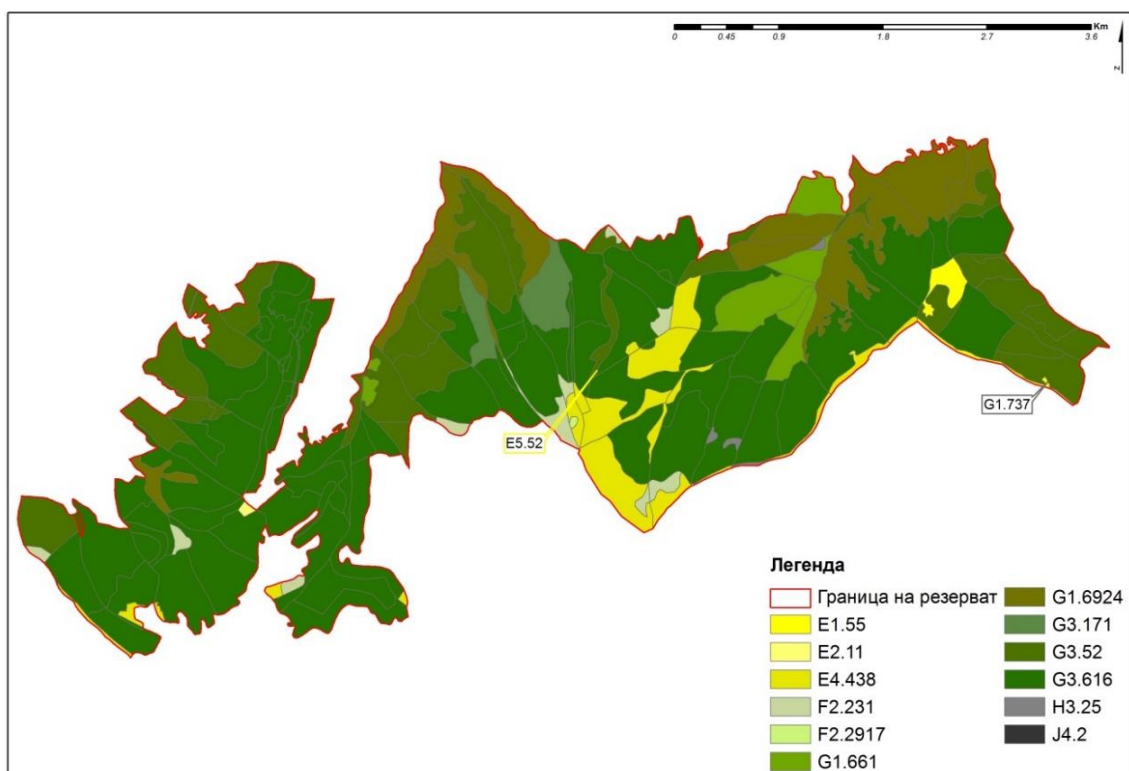 Km
0 0.45 0.9 1.8 2.7 3.6
N
G1.737
E5.52
Легенда
Граница на резерват
E1.55
E2.11
E4.438
F2.231
F2.2917
G1.661
G1.6924
G3.171
G3.52
G3.616
H3.25
J4.2